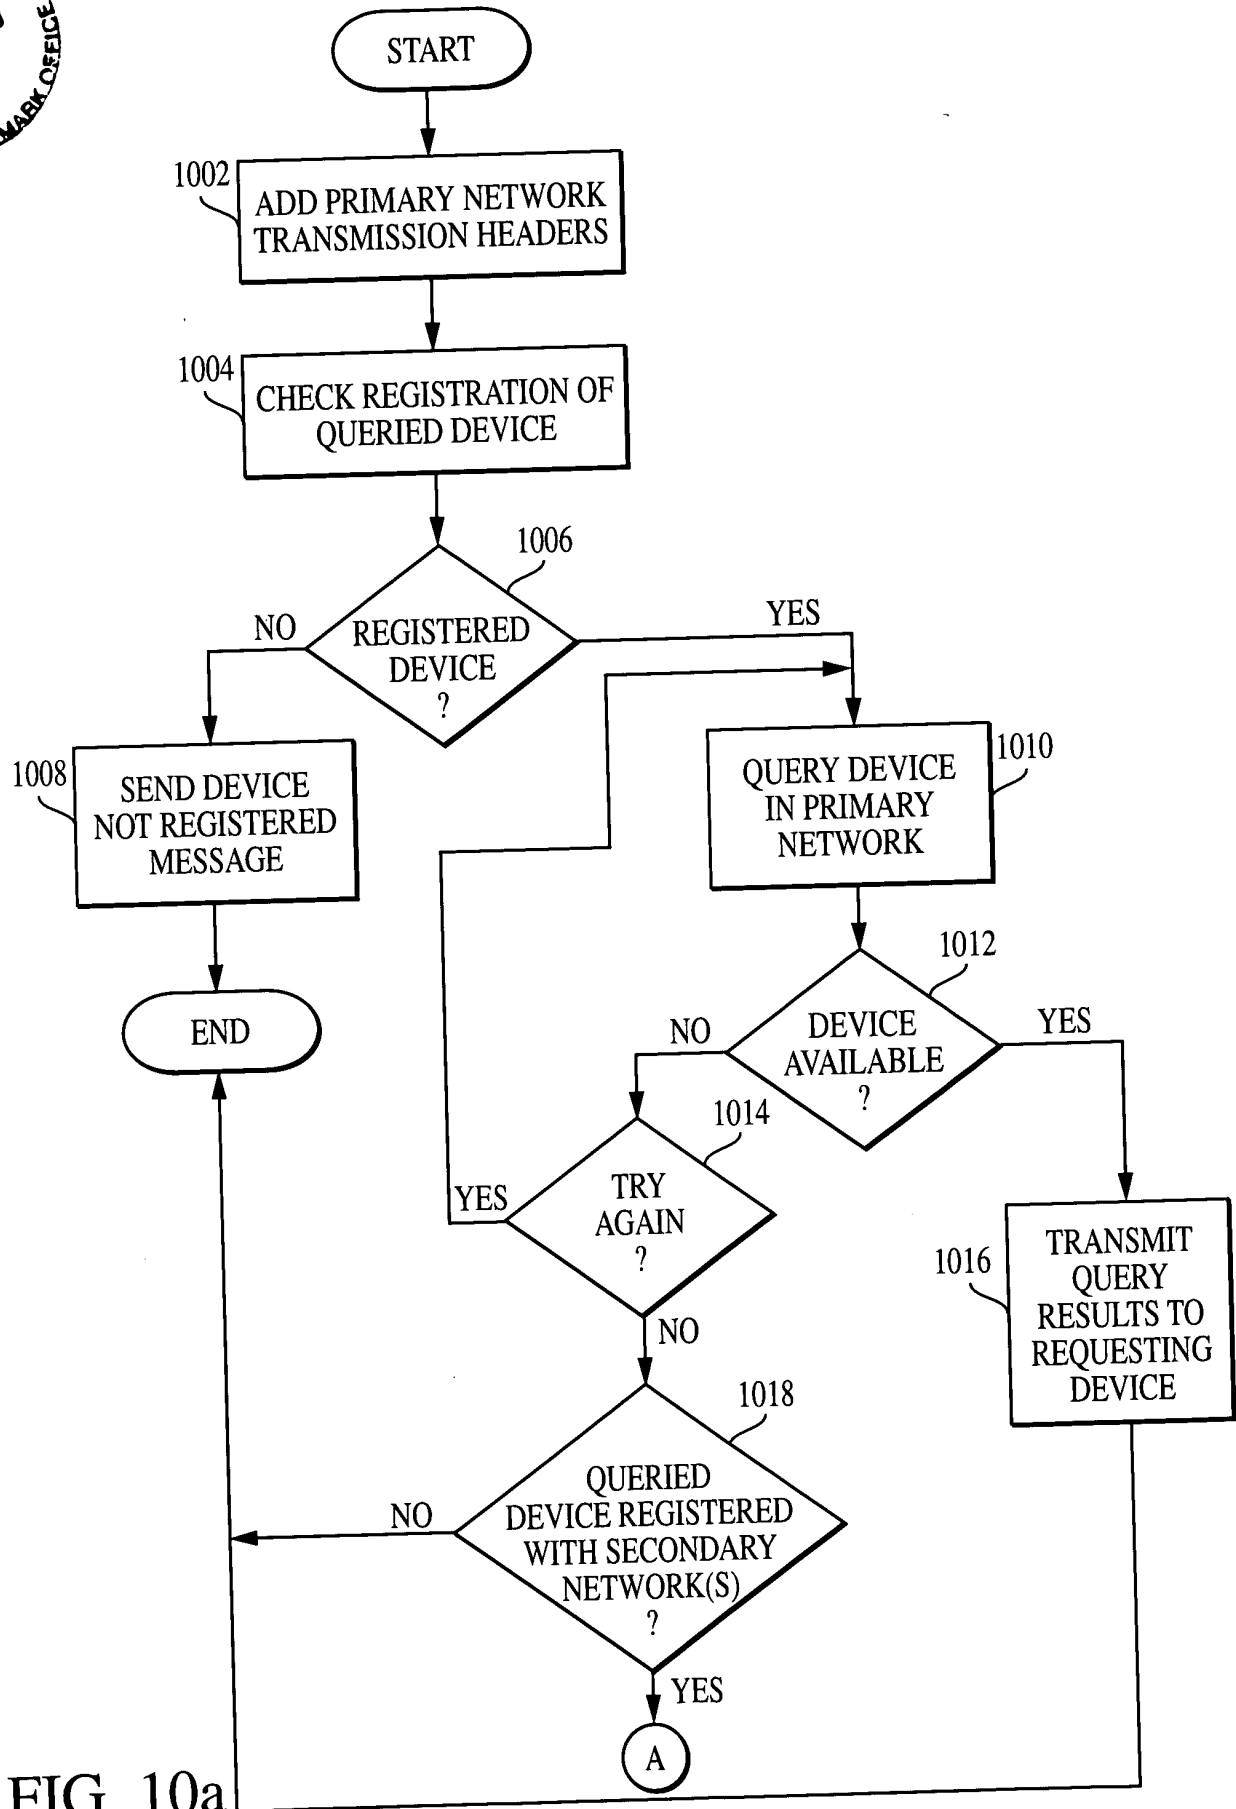 MARK OFFICE
START
1002
ADD PRIMARY NETWORK
TRANSMISSION HEADERS
1004
CHECK REGISTRATION OF
QUERIED DEVICE
1006
NO
YES
REGISTERED
DEVICE
?
1008
SEND DEVICE
NOT REGISTERED
MESSAGE
1010
QUERY DEVICE
IN PRIMARY
NETWORK
END
1012
NO
YES
DEVICE
AVAILABLE
?
1014
YES
TRY
AGAIN
?
NO
1016
TRANSMIT
QUERY
RESULTS TO
REQUESTING
DEVICE
1018
NO
QUERIED
DEVICE REGISTERED
WITH SECONDARY
NETWORK(S)
?
YES
A
FIG. 10a